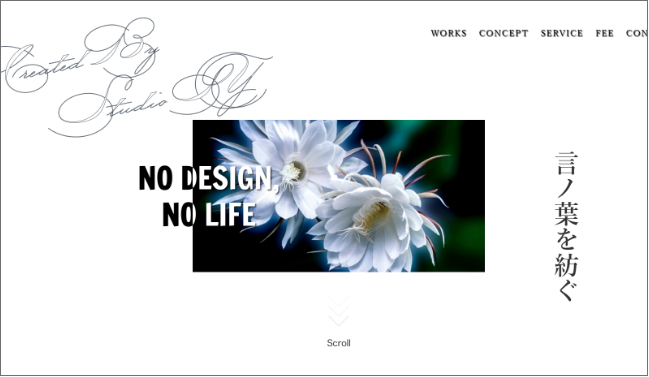 Created By
Studio TY
WORKS CONCEPT SERVICE FEE CON
NO DESIGN,
NO LIFE
言ノ葉を紡ぐ
Scroll